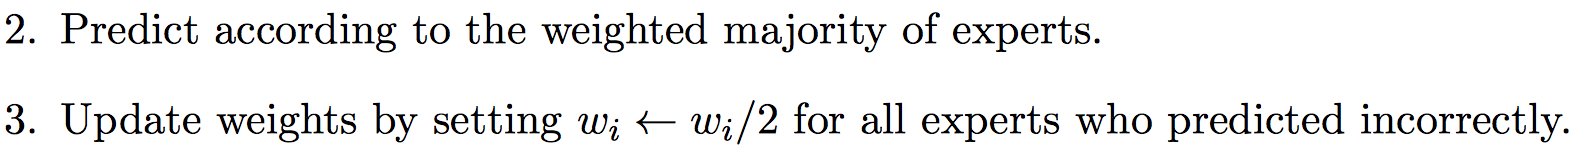 2. Predict according to the weighted majority of experts.
3. Update weights by setting wᵢ ← wᵢ/2 for all experts who predicted incorrectly.